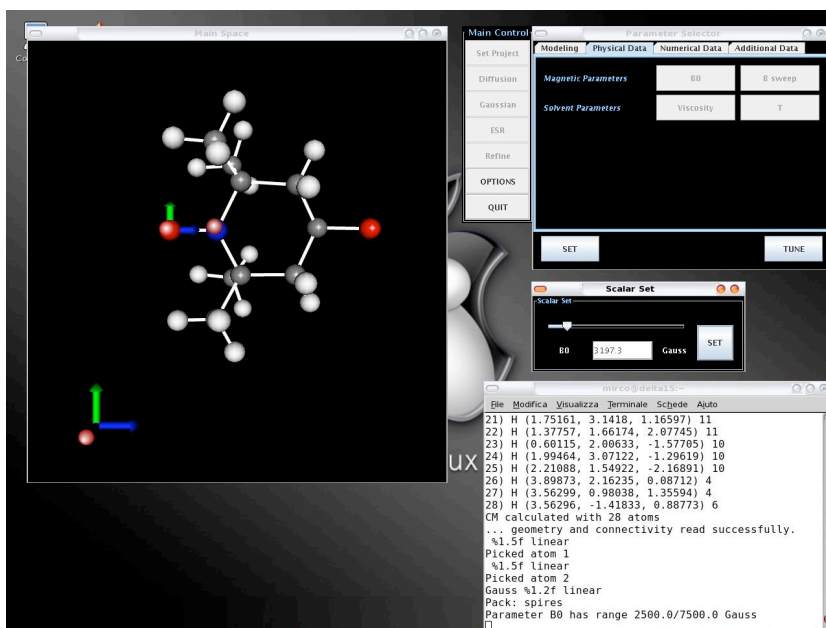 Co
Main Space
Main Control
Set Project
Diffusion
Gaussian
ESR
Refine
OPTIONS
QUIT
Parameter Selector
Modeling Physical Data Numerical Data Additional Data
Magnetic Parameters B0 B sweep
Solvent Parameters Viscosity T
SET TUNE
Scalar Set
Scalar Set
B0 3197.3 Gauss SET
ux
mirco@delta15:~
File Modifica Visualizza Terminale Schede Aiuto
21) H (1.75161, 3.1418, 1.16597) 11
22) H (1.37757, 1.66174, 2.07745) 11
23) H (0.60115, 2.00633, -1.57705) 10
24) H (1.99464, 3.07122, -1.29619) 10
25) H (2.21088, 1.54922, -2.16891) 10
26) H (3.89873, 2.16235, 0.08712) 4
27) H (3.56299, 0.98038, 1.35594) 4
28) H (3.56296, -1.41833, 0.88773) 6
CM calculated with 28 atoms
... geometry and connectivity read successfully.
%1.5f linear
Picked atom 1
%1.5f linear
Picked atom 2
Gauss %1.2f linear
Pack: spires
Parameter B0 has range 2500.0/7500.0 Gauss